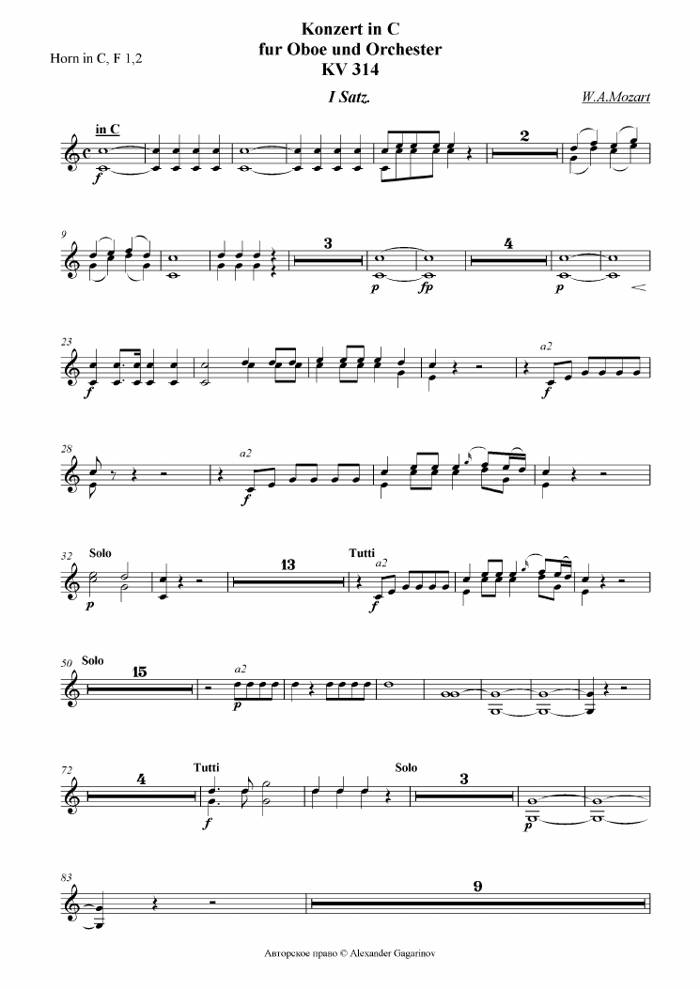 Konzert in C
fur Oboe und Orchester
KV 314
Horn in C, F 1,2
I Satz.
W.A.Mozart
in C
2
f
9
3
4
p fp p
23
a2
f f
28
a2
f
32 Solo 13 Tutti
a2
p f
50 Solo
15 a2
p
72 4 Tutti Solo 3
f p
83
9
Авторское право © Alexander Gagarinov